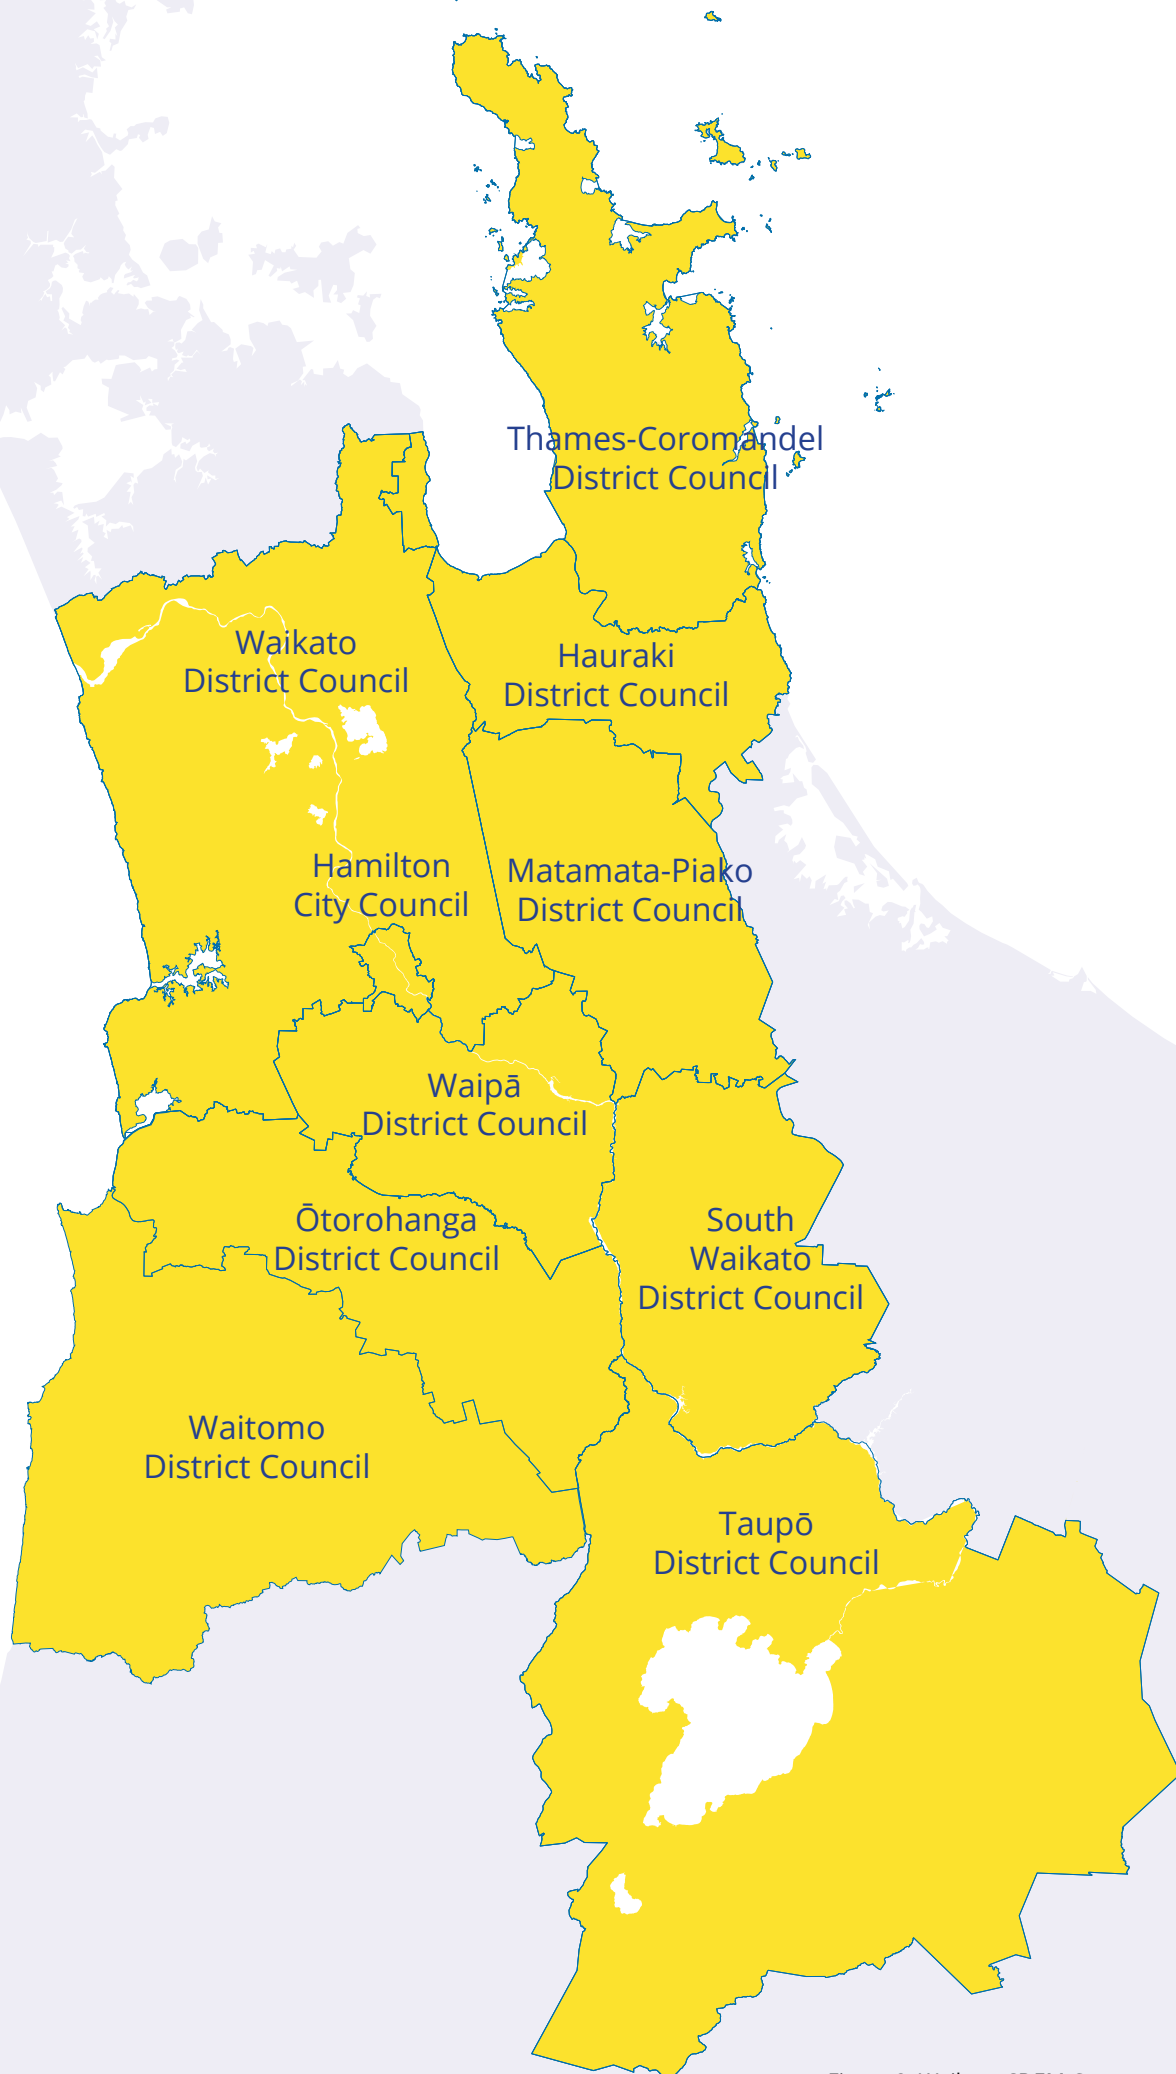 Thames-Coromandel
District Council
Waikato
District Council
Hauraki
District Council
Hamilton
City Council
Matamata-Piako
District Council
Waipā
District Council
Ōtorohanga
District Council
South
Waikato
District Council
Waitomo
District Council
Taupō
District Council